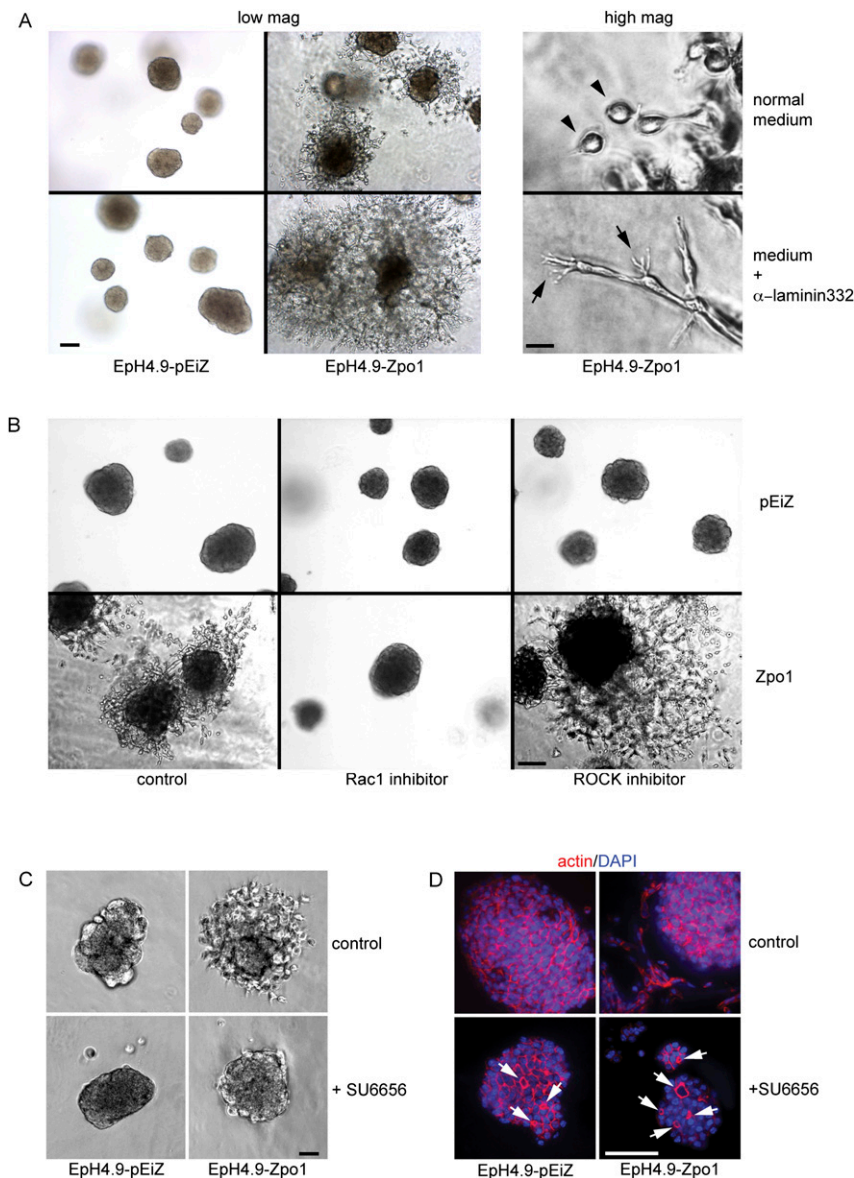 A
low mag
high mag
normal
medium
medium
+
α–laminin332
EpH4.9-pEiZ
EpH4.9-Zpo1
EpH4.9-Zpo1
B
pEiZ
Zpo1
control
Rac1 inhibitor
ROCK inhibitor
C
control
+ SU6656
EpH4.9-pEiZ
EpH4.9-Zpo1
D
actin/DAPI
control
+SU6656
EpH4.9-pEiZ
EpH4.9-Zpo1